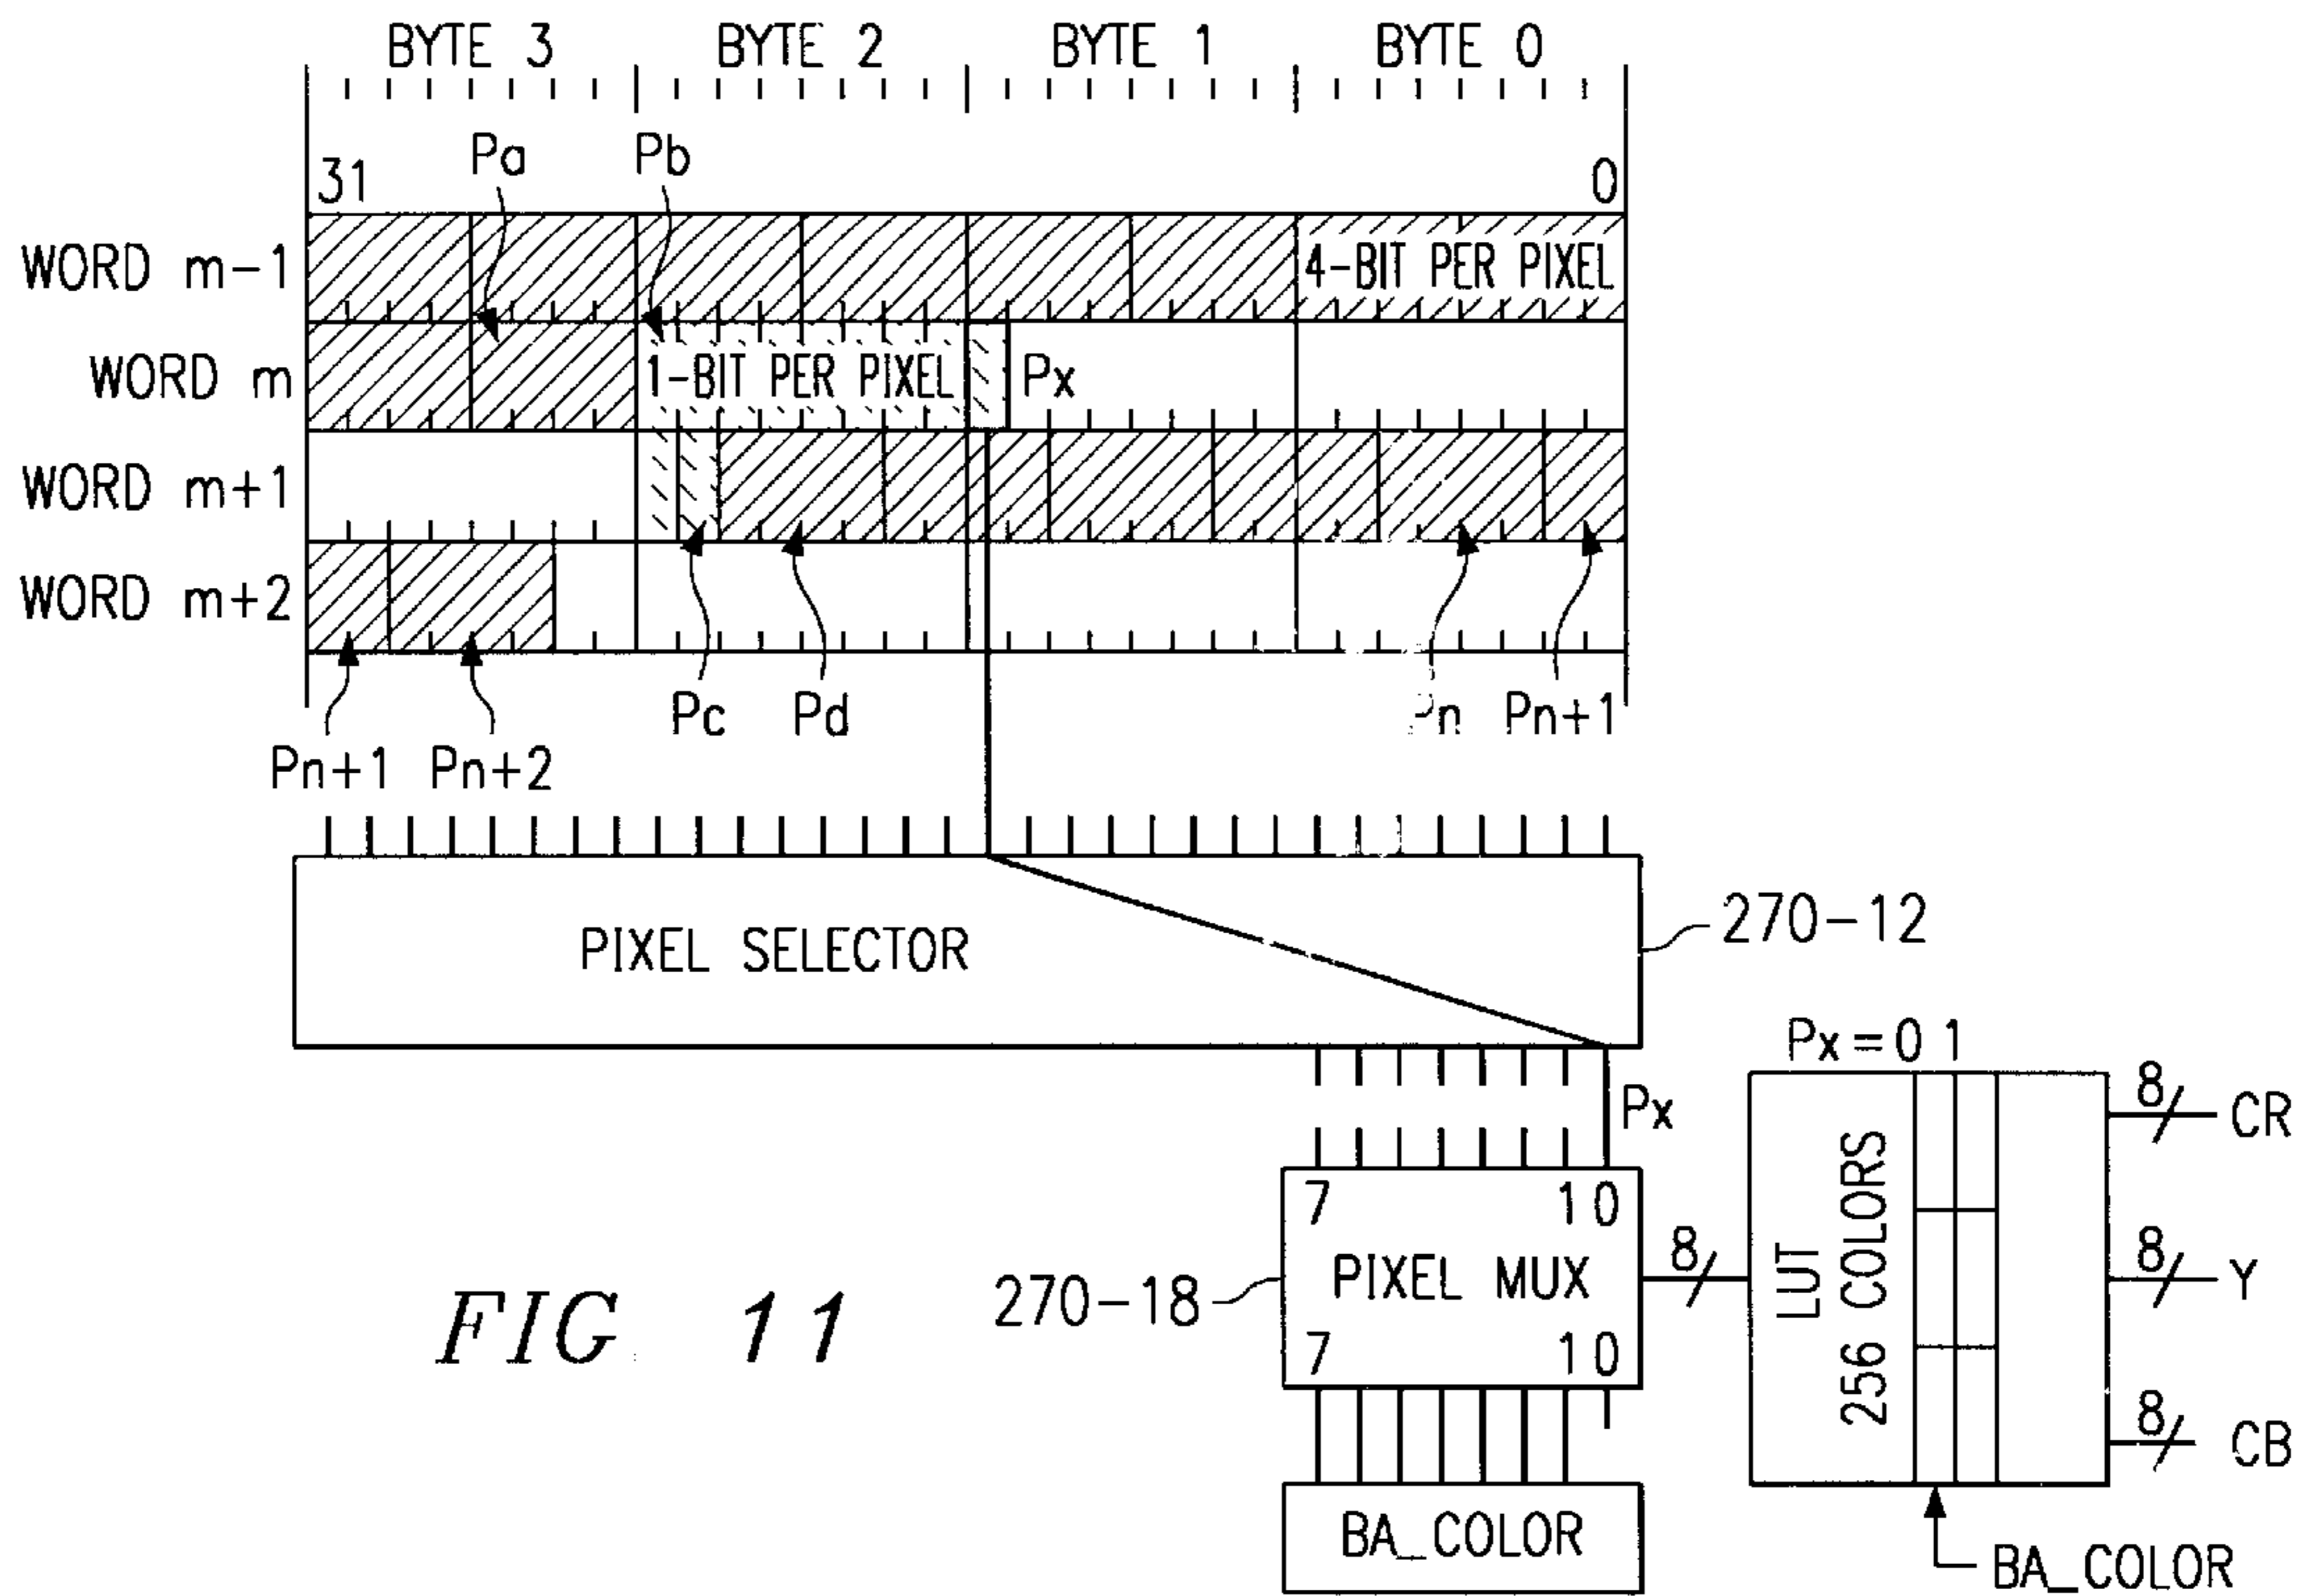 BYTE 3 BYTE 2 BYTE 1 BYTE 0
Pa Pb
31 0
WORD m-1 4-BIT PER PIXEL
WORD m 1-BIT PER PIXEL Px
WORD m+1
WORD m+2
Pc Pd Pn Pn+1
Pn+1 Pn+2
PIXEL SELECTOR 270-12
Px=0 1
Px
8 CR
7 1 0
270-18 PIXEL MUX 8 LUT 256 COLORS 8 Y
7 1 0
8 CB
BA_COLOR
BA_COLOR
FIG 11